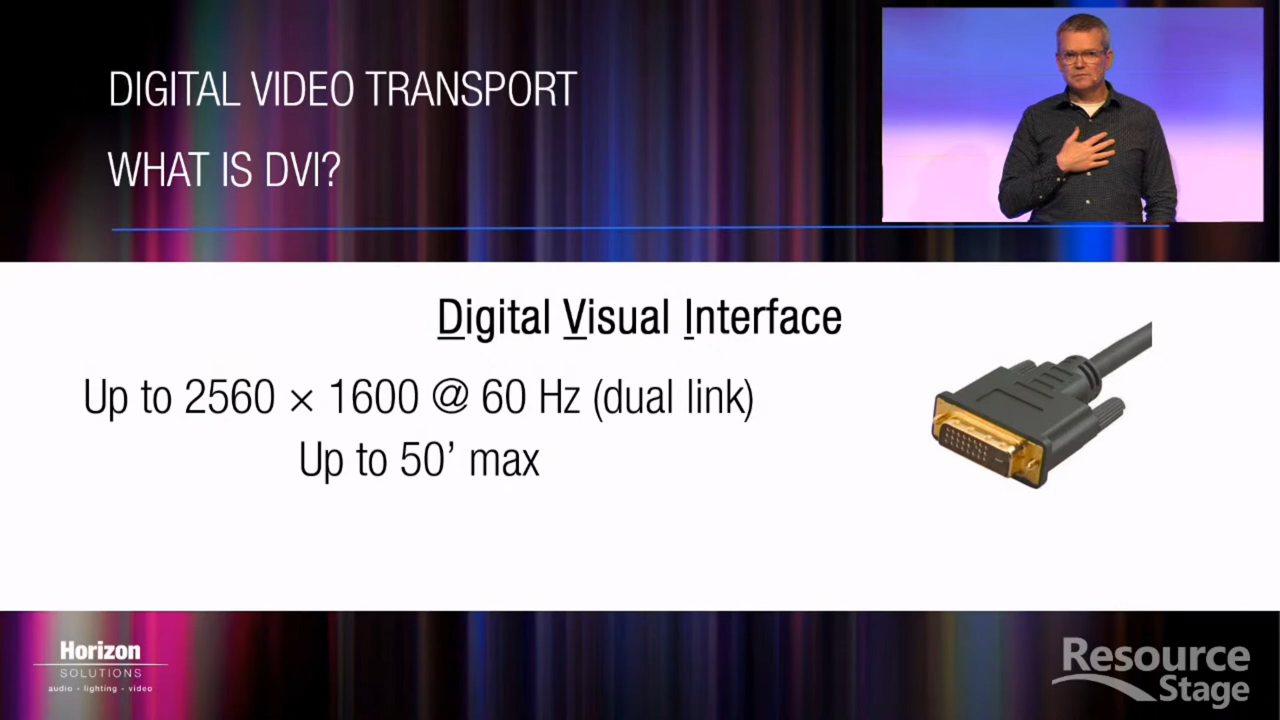 DIGITAL VIDEO TRANSPORT
WHAT IS DVI?
Digital Visual Interface
Up to 2560 × 1600 @ 60 Hz (dual link)
Up to 50’ max
Horizon
SOLUTIONS
audio - lighting - video
Resource
Stage